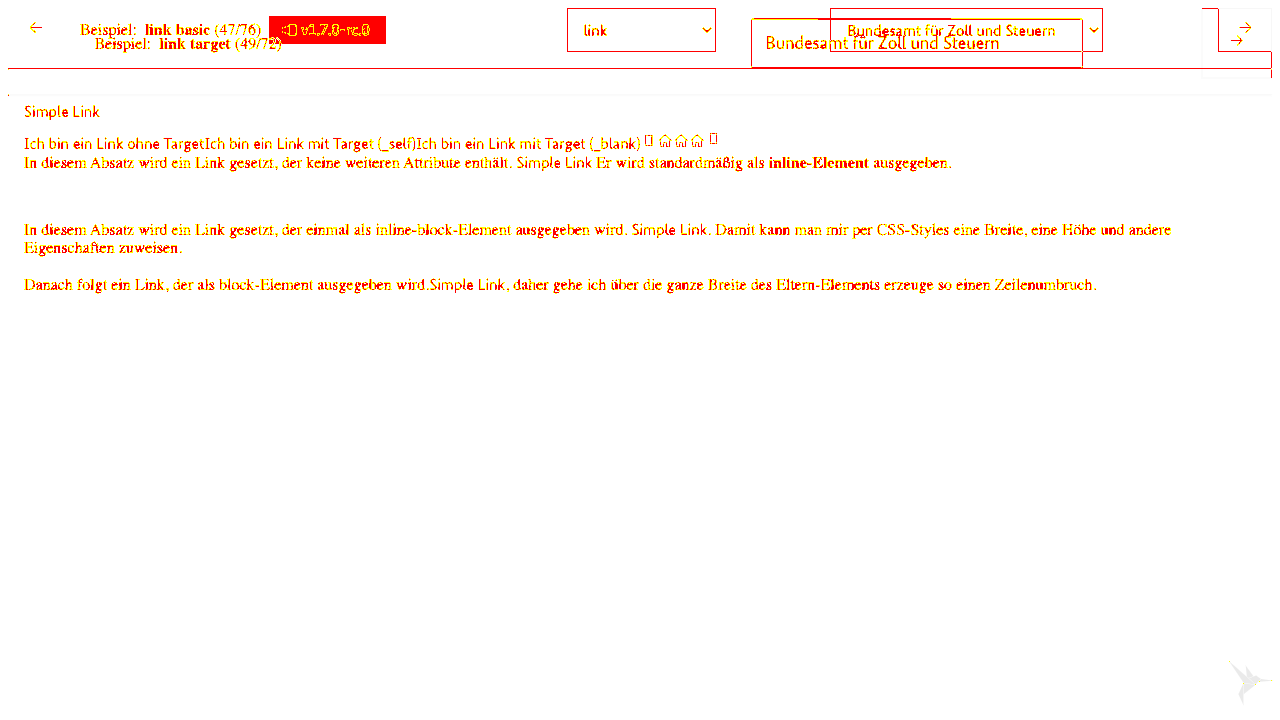 Beispiel: link basic (47/76) v1.7.0-rc.0 link Bundesamt für Zoll und Steuern
Beispiel: link target (49/72) Bundesamt für Zoll und Steuern
Simple Link
Ich bin ein Link ohne TargetIch bin ein Link mit Target (_self)Ich bin ein Link mit Target (_blank)
In diesem Absatz wird ein Link gesetzt, der keine weiteren Attribute enthält. Simple Link Er wird standardmäßig als inline-Element ausgegeben.
In diesem Absatz wird ein Link gesetzt, der einmal als inline-block-Element ausgegeben wird. Simple Link. Damit kann man mir per CSS-Styles eine Breite, eine Höhe und andere
Eigenschaften zuweisen.
Danach folgt ein Link, der als block-Element ausgegeben wird.Simple Link, daher gehe ich über die ganze Breite des Eltern-Elements erzeuge so einen Zeilenumbruch.